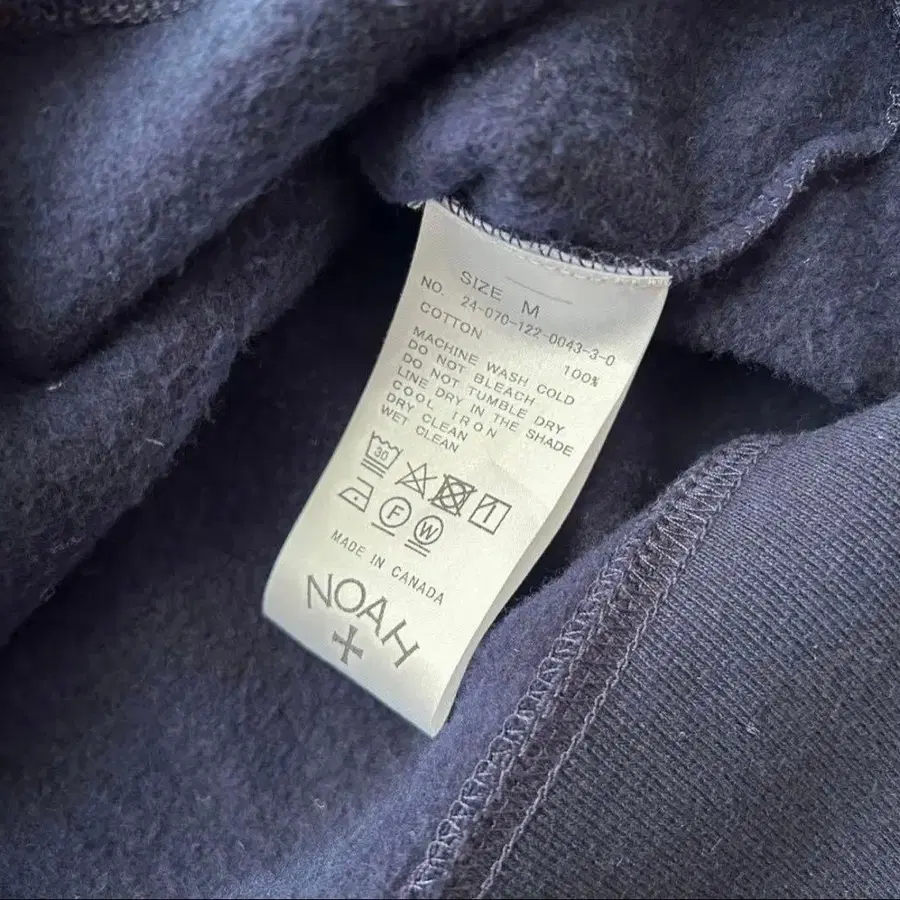 SIZE M
NO. 24-070-122-0043-3-0
COTTON 100%
MACHINE WASH COLD
DO NOT BLEACH
DO NOT TUMBLE DRY
LINE DRY IN THE SHADE
COOL IRON
DRY CLEAN
WET CLEAN
30
F W
MADE IN CANADA
NOAH